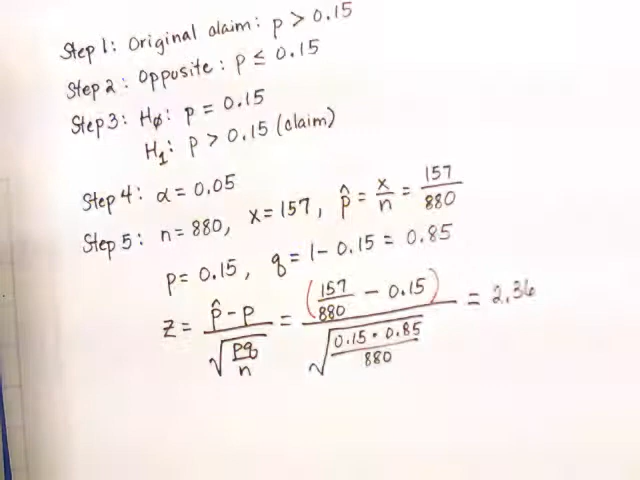 Step 1: Original claim: p > 0.15
Step 2: Opposite: p ≤ 0.15
Step 3: H∅: p = 0.15
H1: p > 0.15 (claim)
Step 4: α = 0.05
Step 5: n = 880, x = 157, p̂ = x/n = 157/880
p = 0.15, q = 1 - 0.15 = 0.85
z = (p̂ - p)/√(pq/n) = (157/880 - 0.15)/√(0.15 · 0.85/880) = 2.36